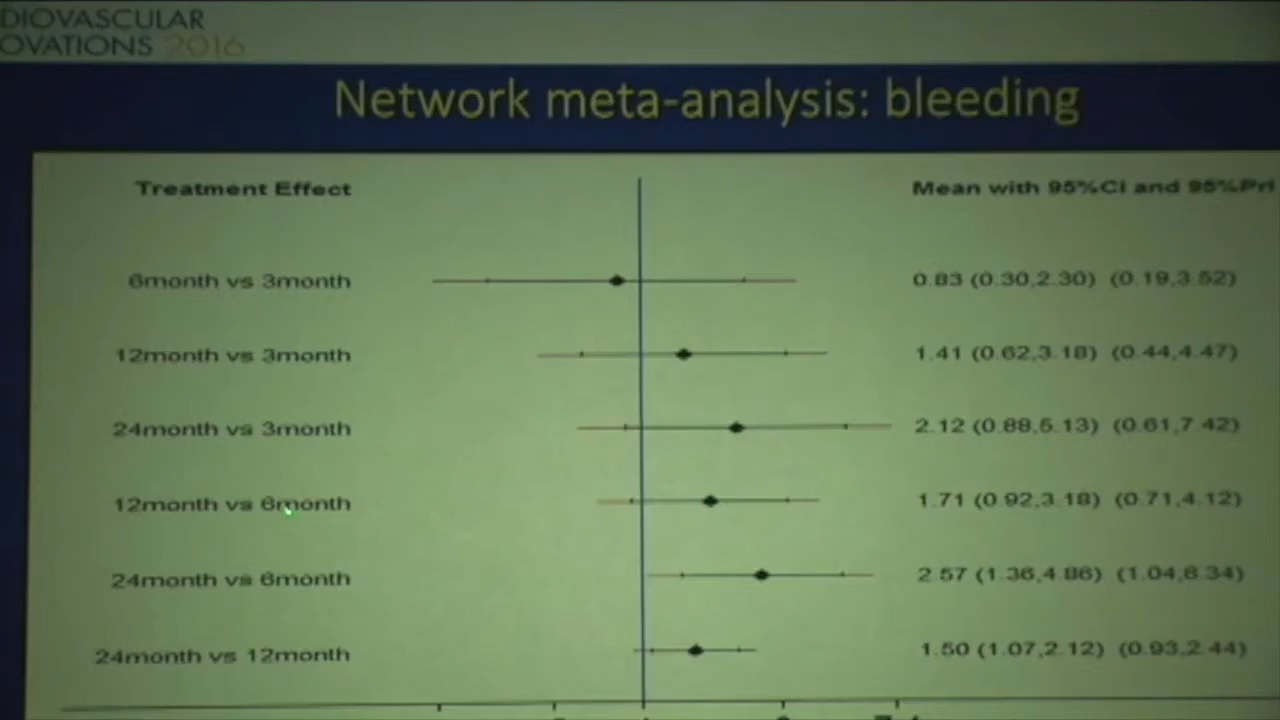 DIOVASCULAR
OVATIONS 2016
Network meta-analysis: bleeding
Treatment Effect Mean with 95%CI and 95%PrI
6month vs 3month 0.83 (0.30,2.30) (0.19,3.52)
12month vs 3month 1.41 (0.62,3.18) (0.44,4.47)
24month vs 3month 2.12 (0.88,5.13) (0.61,7.42)
12month vs 6month 1.71 (0.92,3.18) (0.71,4.12)
24month vs 6month 2.57 (1.36,4.86) (1.04,6.34)
24month vs 12month 1.50 (1.07,2.12) (0.93,2.44)